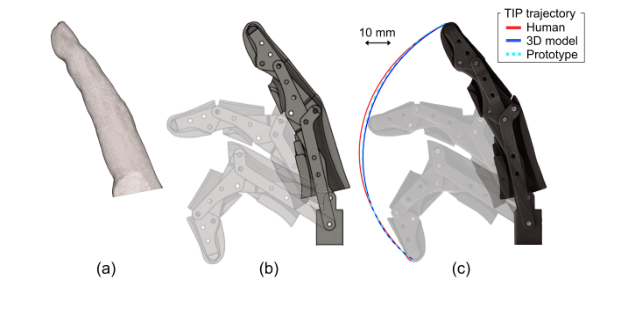 10 mm
TIP trajectory
Human
3D model
Prototype
(a)
(b)
(c)